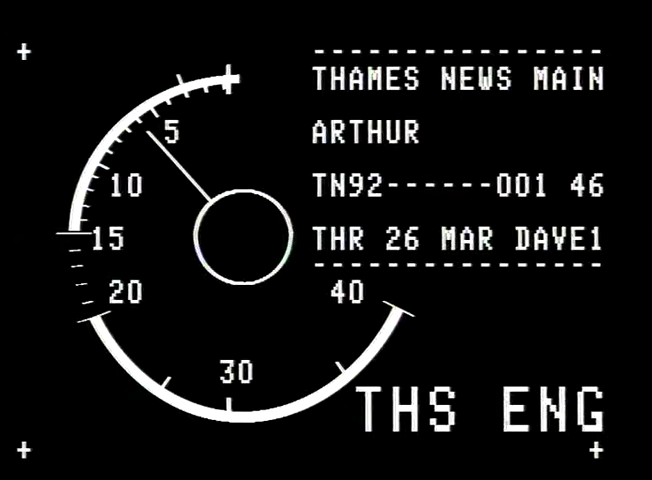 THAMES NEWS MAIN
ARTHUR
TN92------001 46
THR 26 MAR DAVE1
5
10
15
20
30
40
THS ENG